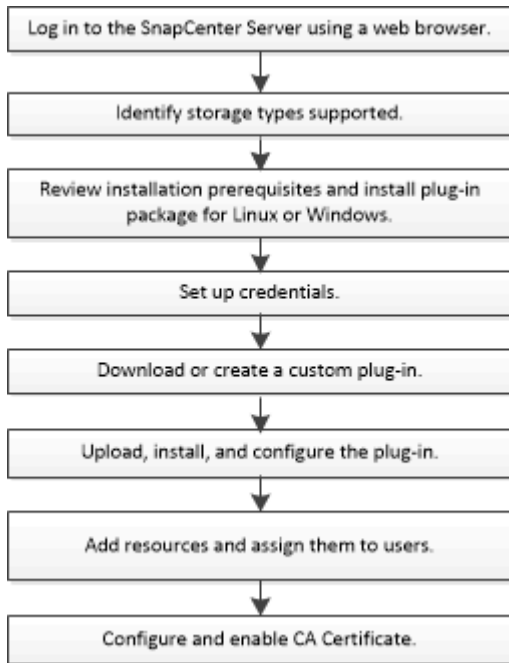 Log in to the SnapCenter Server using a web browser.
Identify storage types supported.
Review installation prerequisites and install plug-in
package for Linux or Windows.
Set up credentials.
Download or create a custom plug-in.
Upload, install, and configure the plug-in.
Add resources and assign them to users.
Configure and enable CA Certificate.